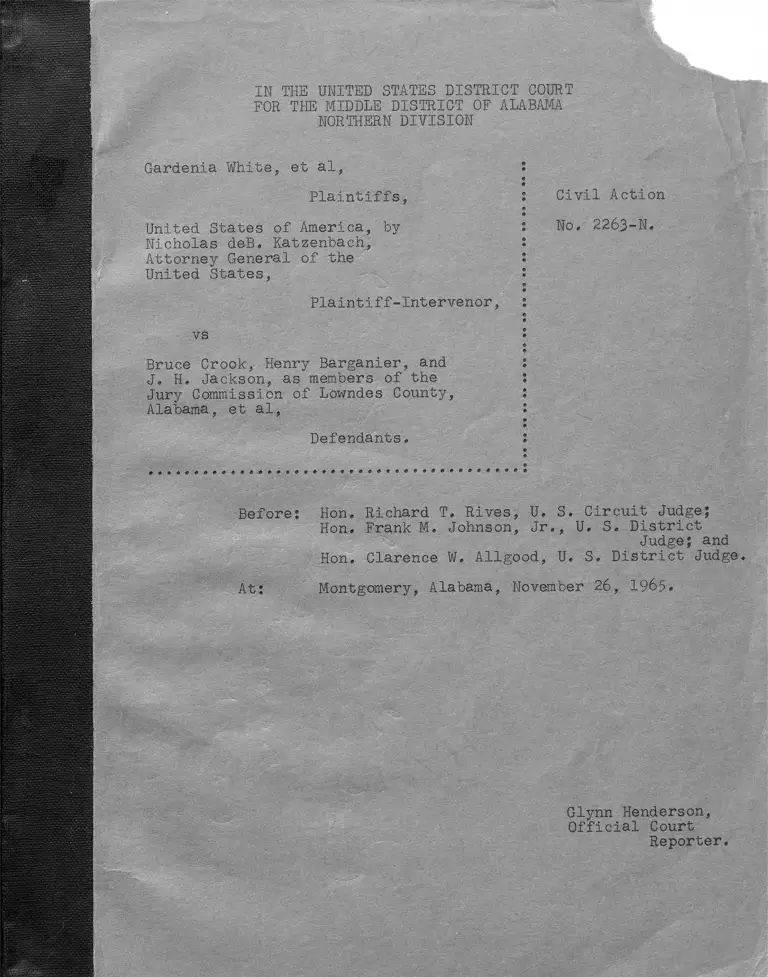 IN THE UNITED STATES DISTRICT COURT
FOR THE MIDDLE DISTRICT OF ALABAMA
NORTHERN DIVISION
Gardenia White, et al,
Plaintiffs,
United States of America, by
Nicholas deB. Katzenbach,
Attorney General of the
United States,
Plaintiff-Intervenor,
vs
Bruce Crook, Henry Barganier, and
J. H. Jackson, as members of the
Jury Commission of Lowndes County,
Alabama, et al,
Defendants.
Civil Action
No. 2263-N.
Before: Hon. Richard T. Rives, U. S. Circuit Judge;
Hon. Frank M. Johnson, Jr., U. S. District
Judge; and
Hon. Clarence W. Allgood, U. S. District Judge.
At: Montgomery, Alabama, November 26, 1965.
Glynn Henderson,
Official Court
Reporter.